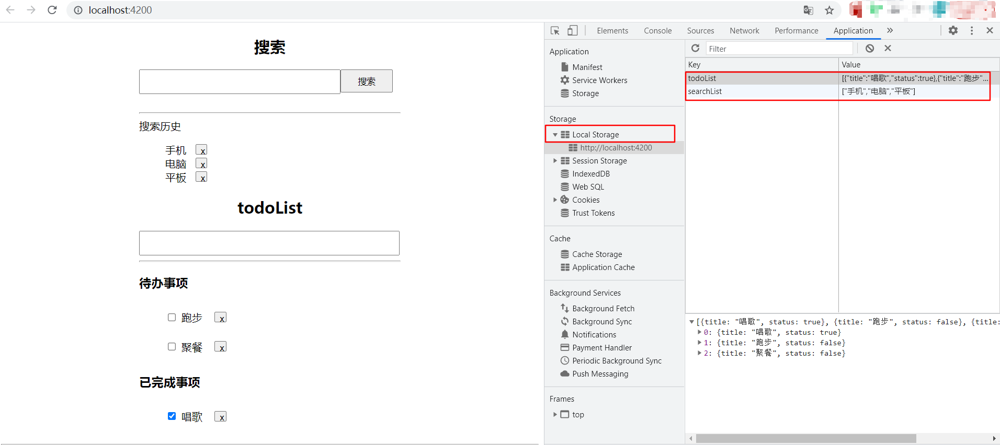 localhost:4200
搜索
搜索
搜索历史
手机 x
电脑 x
平板 x
todoList
待办事项
跑步 x
聚餐 x
已完成事项
唱歌 x
Elements Console Sources Network Performance Application
Application
Manifest
Service Workers
Storage
Storage
Local Storage
http://localhost:4200
Session Storage
IndexedDB
Web SQL
Cookies
Trust Tokens
Cache
Cache Storage
Application Cache
Background Services
Background Fetch
Background Sync
Notifications
Payment Handler
Periodic Background Sync
Push Messaging
Frames
top
Filter
Key Value
todoList [{"title":"唱歌","status":true},{"title":"跑步"...
searchList ["手机","电脑","平板"]
[{title: "唱歌", status: true}, {title: "跑步", status: false}, {title:
0: {title: "唱歌", status: true}
1: {title: "跑步", status: false}
2: {title: "聚餐", status: false}